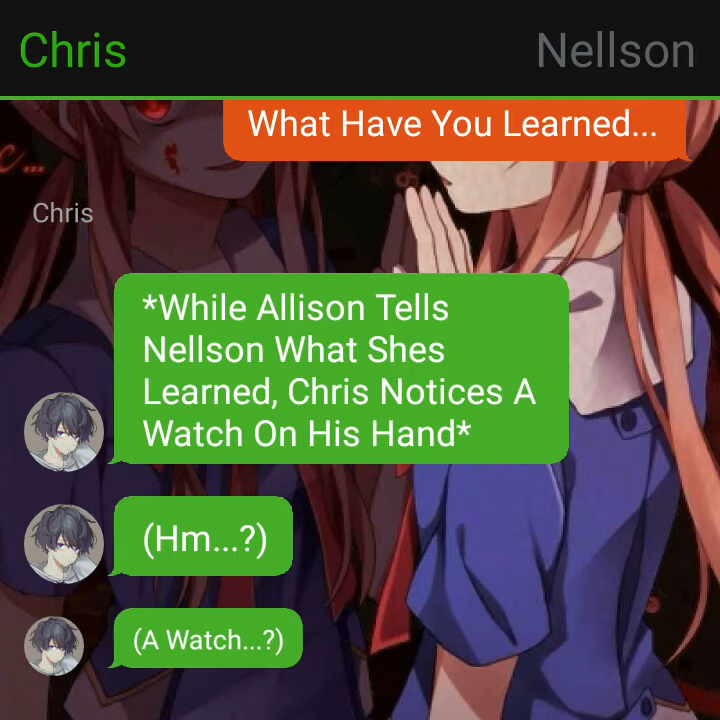 Chris
Nellson
What Have You Learned...
c...
Chris
*While Allison Tells
Nellson What Shes
Learned, Chris Notices A
Watch On His Hand*
(Hm...?)
(A Watch...?)